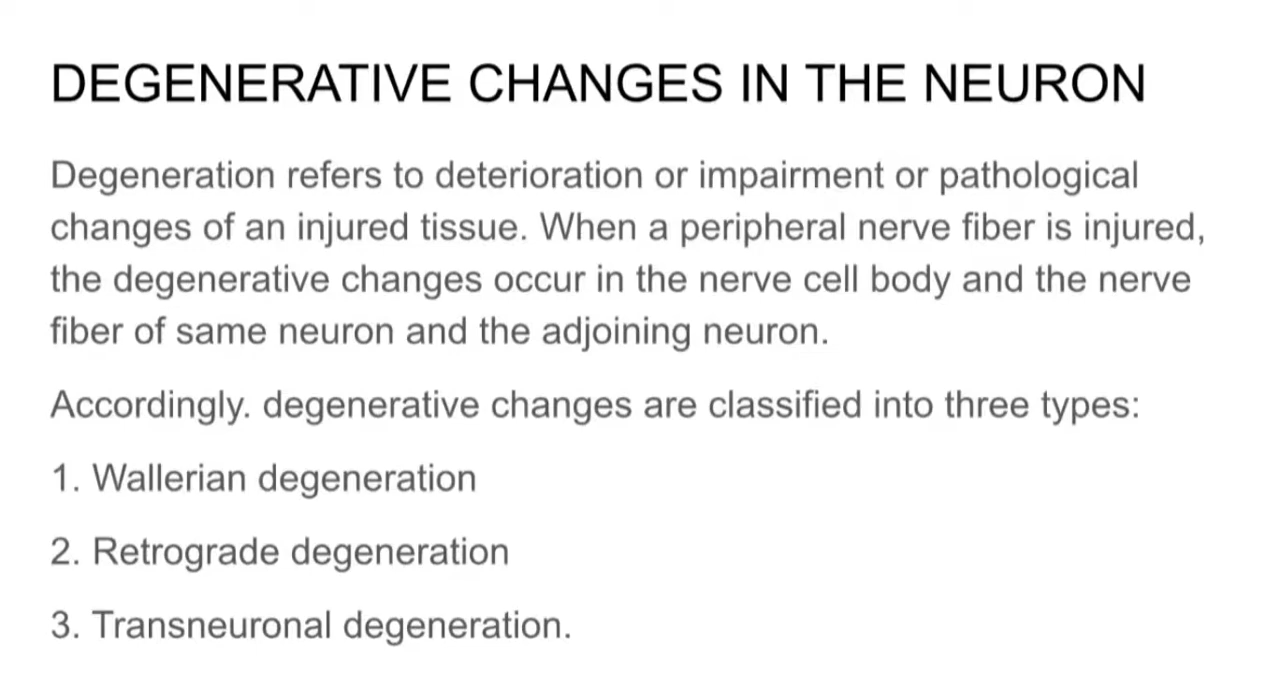 DEGENERATIVE CHANGES IN THE NEURON
Degeneration refers to deterioration or impairment or pathological
changes of an injured tissue. When a peripheral nerve fiber is injured,
the degenerative changes occur in the nerve cell body and the nerve
fiber of same neuron and the adjoining neuron.
Accordingly. degenerative changes are classified into three types:
1. Wallerian degeneration
2. Retrograde degeneration
3. Transneuronal degeneration.